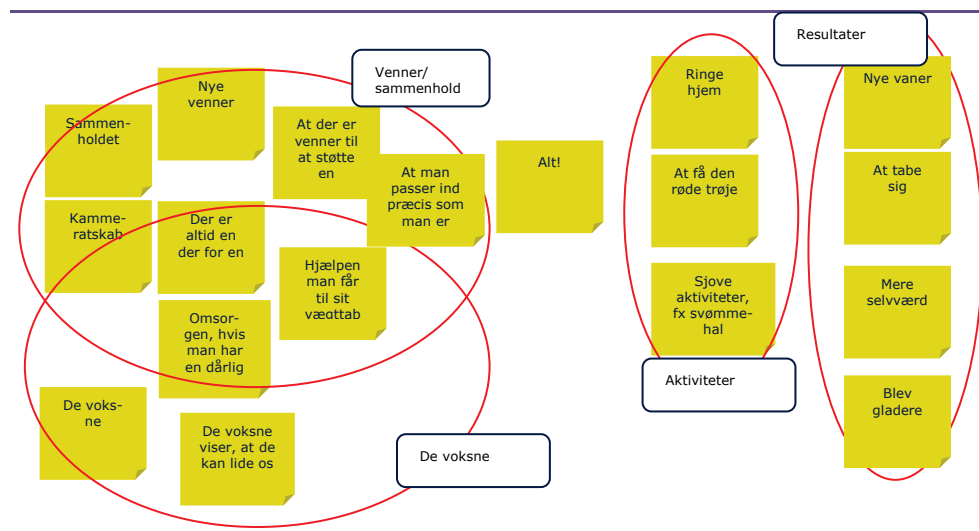 Resultater
Venner/
sammenhold
Nye
venner
Sammen-
holdet
At der er
venner til
at støtte
en
At man
passer ind
præcis som
man er
Alt!
Ringe
hjem
Nye vaner
At få den
røde trøje
At tabe
sig
Kamme-
ratskab
Der er
altid en
der for en
Hjælpen
man får
til sit
vægttab
Sjove
aktiviteter,
fx svømme-
hal
Mere
selvværd
Omsor-
gen, hvis
man har
en dårlig
Aktiviteter
De voks-
ne
De voksne
viser, at de
kan lide os
De voksne
Blev
gladere